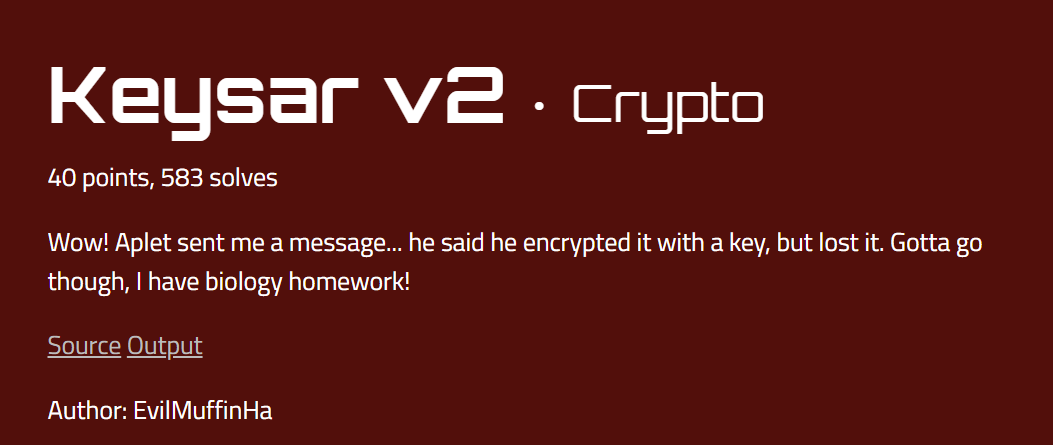 Keysar v2 · Crypto
40 points, 583 solves
Wow! Aplet sent me a message... he said he encrypted it with a key, but lost it. Gotta go
though, I have biology homework!
Source Output
Author: EvilMuffinHa